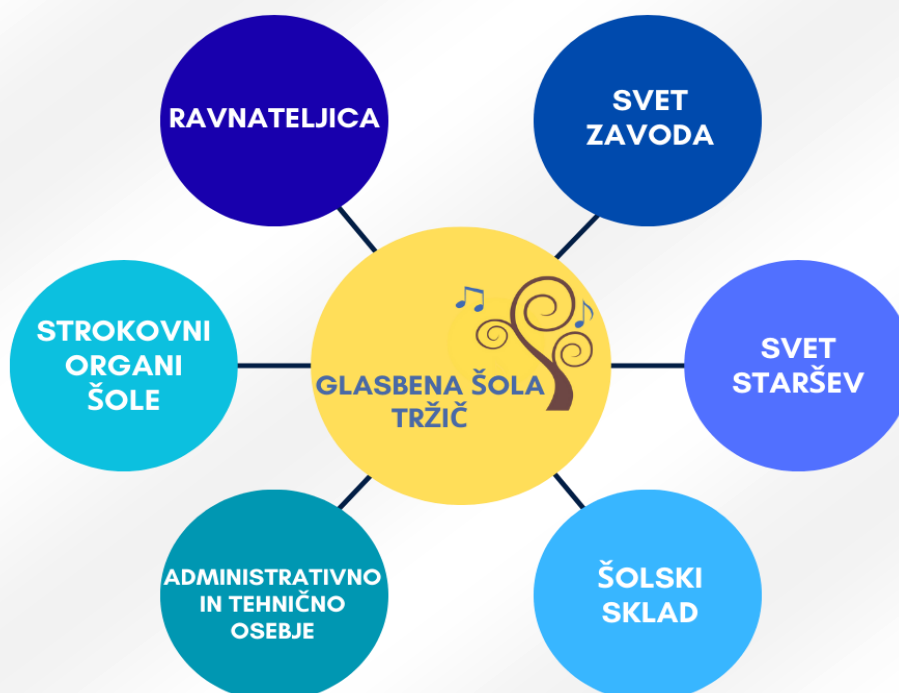 RAVNATELJICA
SVET
ZAVODA
STROKOVNI
ORGANI
ŠOLE
GLASBENA ŠOLA
TRŽIČ
SVET
STARŠEV
ADMINISTRATIVNO
IN TEHNIČNO
OSEBJE
ŠOLSKI
SKLAD